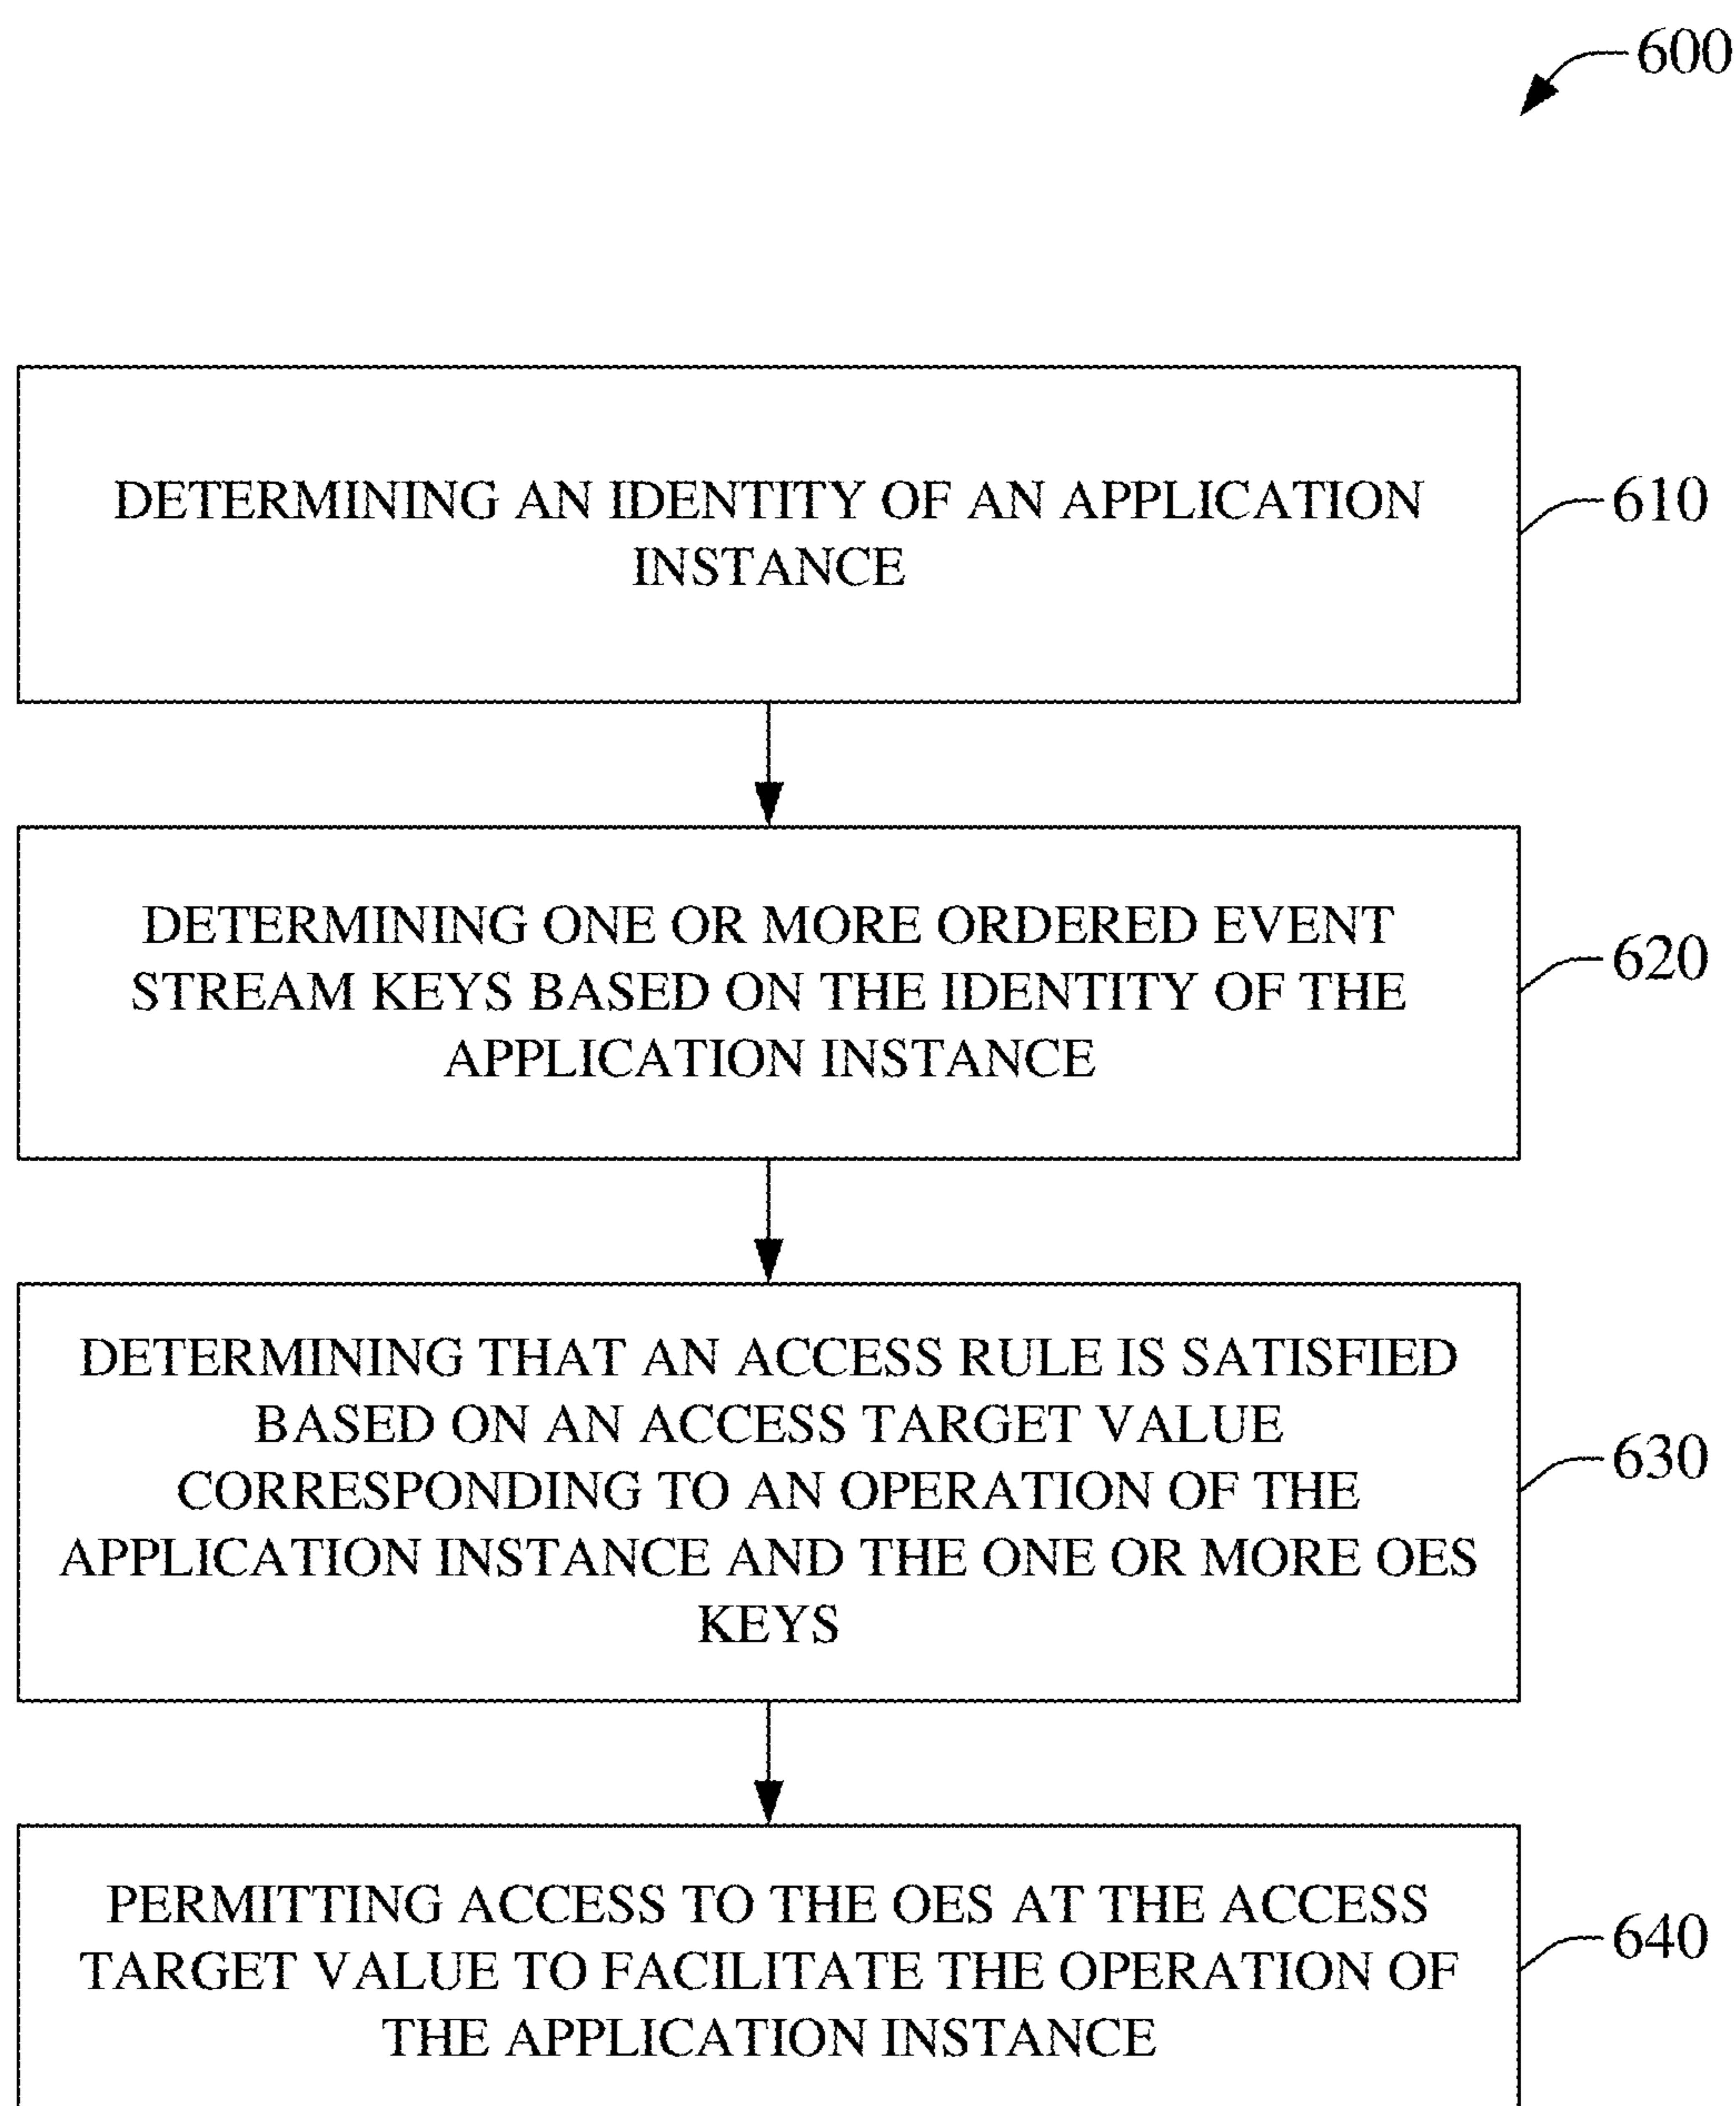 600
DETERMINING AN IDENTITY OF AN APPLICATION
INSTANCE
610
DETERMINING ONE OR MORE ORDERED EVENT
STREAM KEYS BASED ON THE IDENTITY OF THE
APPLICATION INSTANCE
620
DETERMINING THAT AN ACCESS RULE IS SATISFIED
BASED ON AN ACCESS TARGET VALUE
CORRESPONDING TO AN OPERATION OF THE
APPLICATION INSTANCE AND THE ONE OR MORE OES
KEYS
630
PERMITTING ACCESS TO THE OES AT THE ACCESS
TARGET VALUE TO FACILITATE THE OPERATION OF
THE APPLICATION INSTANCE
640